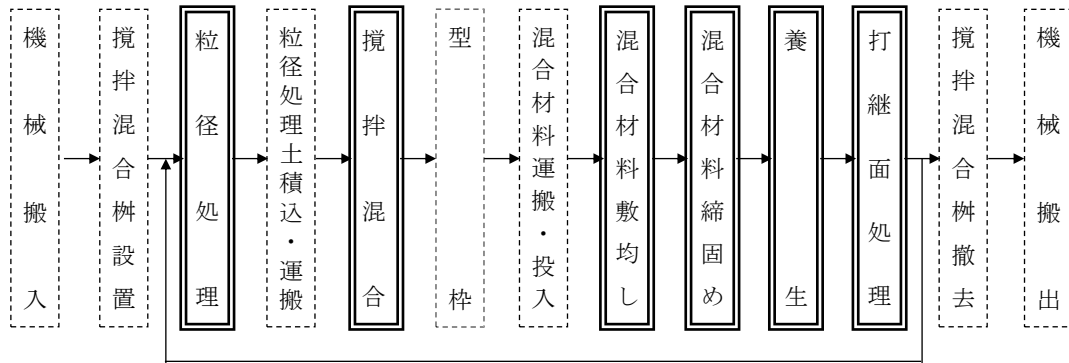 機械搬入
撹拌混合桝設置
粒径処理
粒径処理土積込・運搬
撹拌混合
型枠
混合材料運搬・投入
混合材料敷均し
混合材料締固め
養生
打継面処理
撹拌混合桝撤去
機械搬出